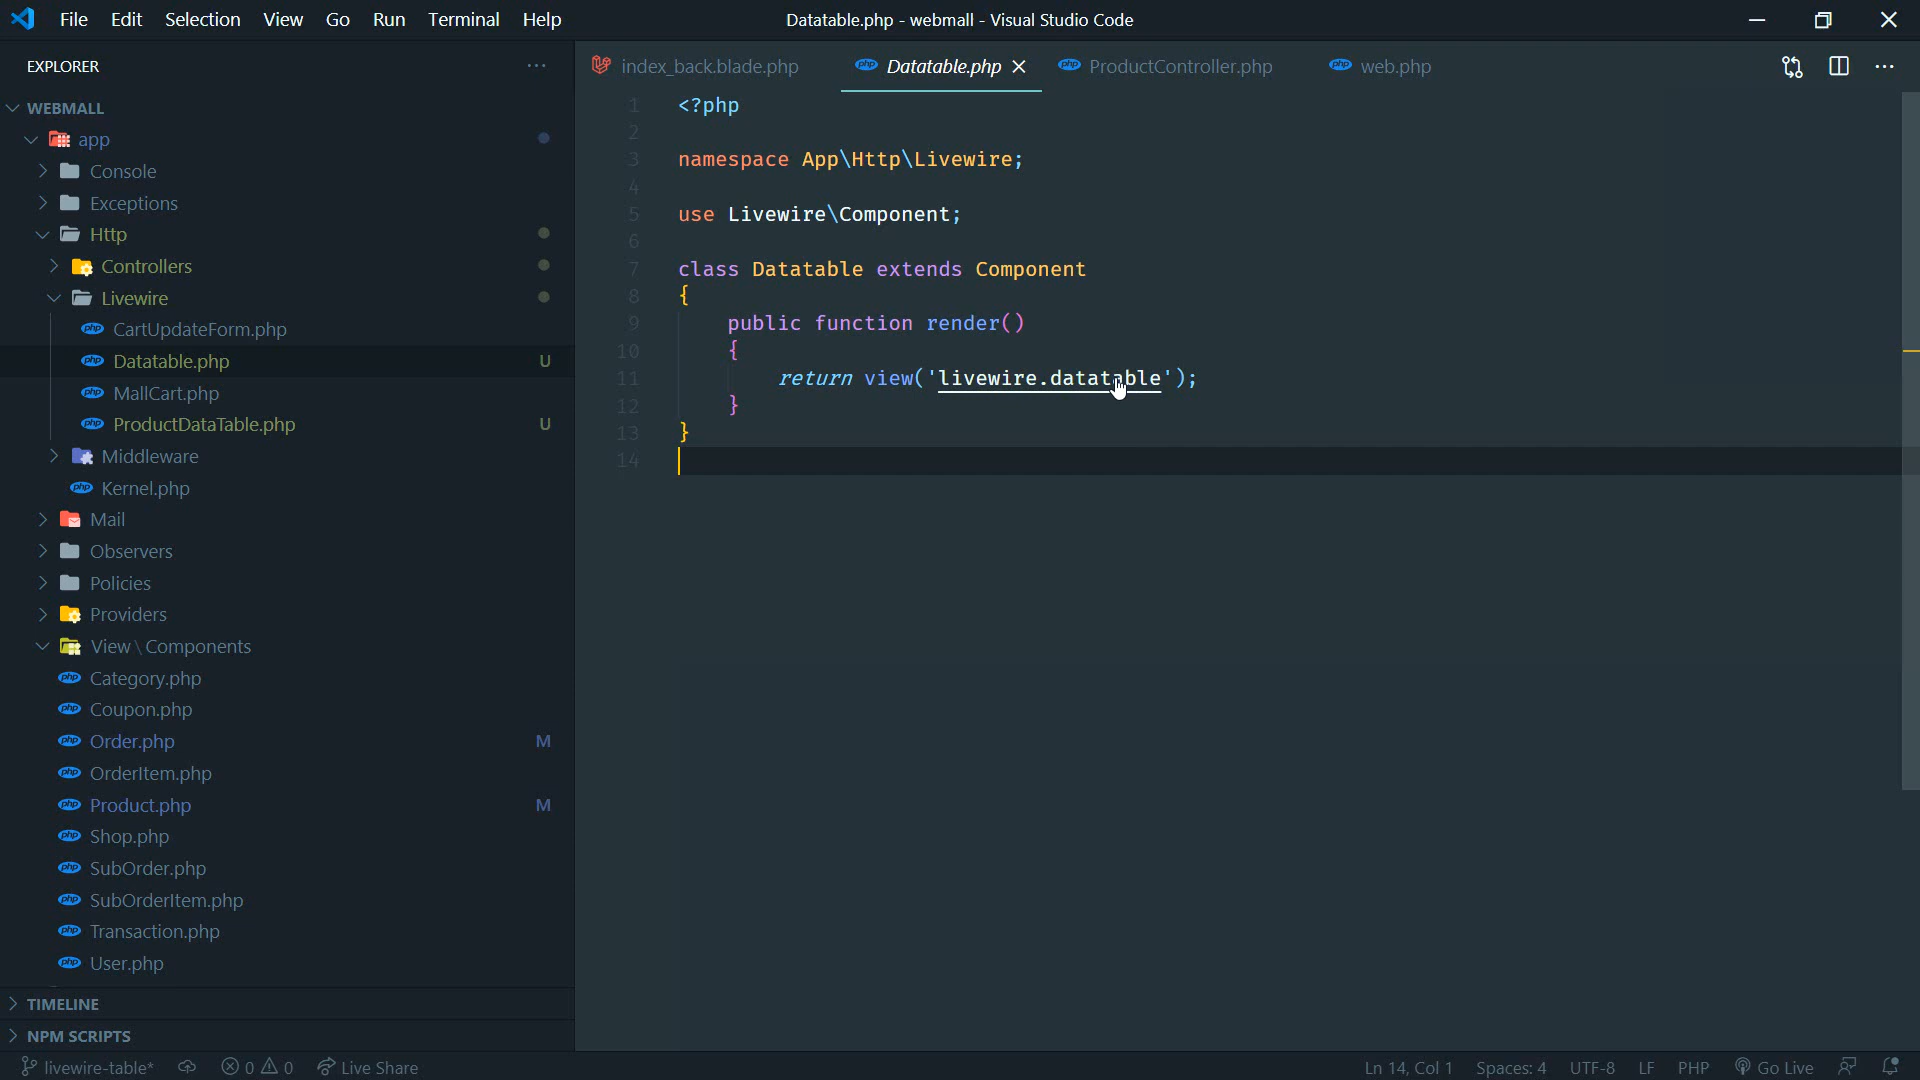 File Edit Selection View Go Run Terminal Help
Datatable.php - webmall - Visual Studio Code
EXPLORER
WEBMALL
app
Console
Exceptions
Http
Controllers
Livewire
CartUpdateForm.php
Datatable.php U
MallCart.php
ProductDataTable.php U
Middleware
Kernel.php
Mail
Observers
Policies
Providers
View \ Components
Category.php
Coupon.php
Order.php M
OrderItem.php
Product.php M
Shop.php
SubOrder.php
SubOrderItem.php
Transaction.php
User.php
TIMELINE
NPM SCRIPTS
index_back.blade.php Datatable.php ProductController.php web.php
1 <?php
2
3 namespace App\Http\Livewire;
4
5 use Livewire\Component;
6
7 class Datatable extends Component
8 {
9 public function render()
10 {
11 return view('livewire.datatable');
12 }
13 }
14
livewire-table* 0 0 Live Share
Ln 14, Col 1 Spaces: 4 UTF-8 LF PHP Go Live